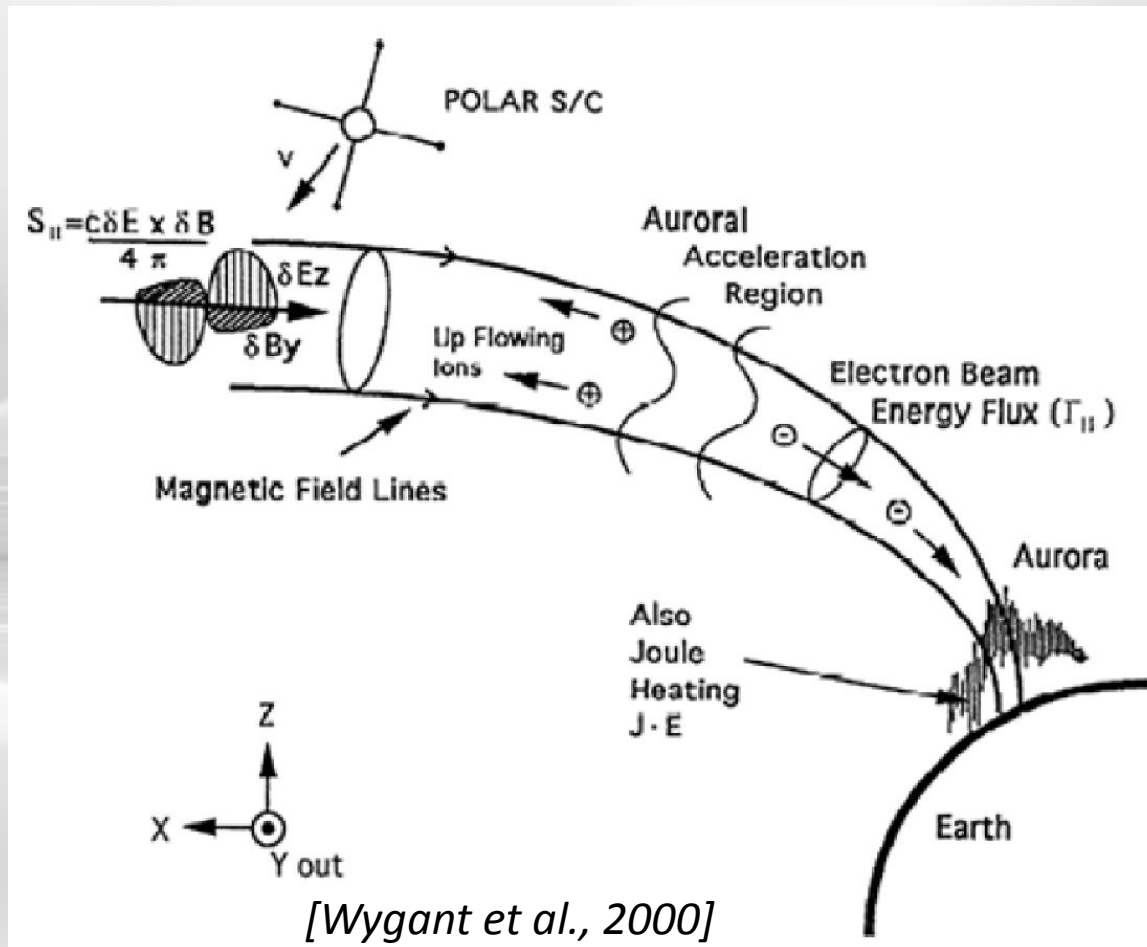 POLAR S/C
v
S॥=cδE x δB
4 π
δEz
δBy
Auroral
Acceleration
Region
Up Flowing
Ions
Electron Beam
Energy Flux (Γ॥)
Magnetic Field Lines
Aurora
Also
Joule
Heating
J · E
Z
X
Y out
Earth
[Wygant et al., 2000]